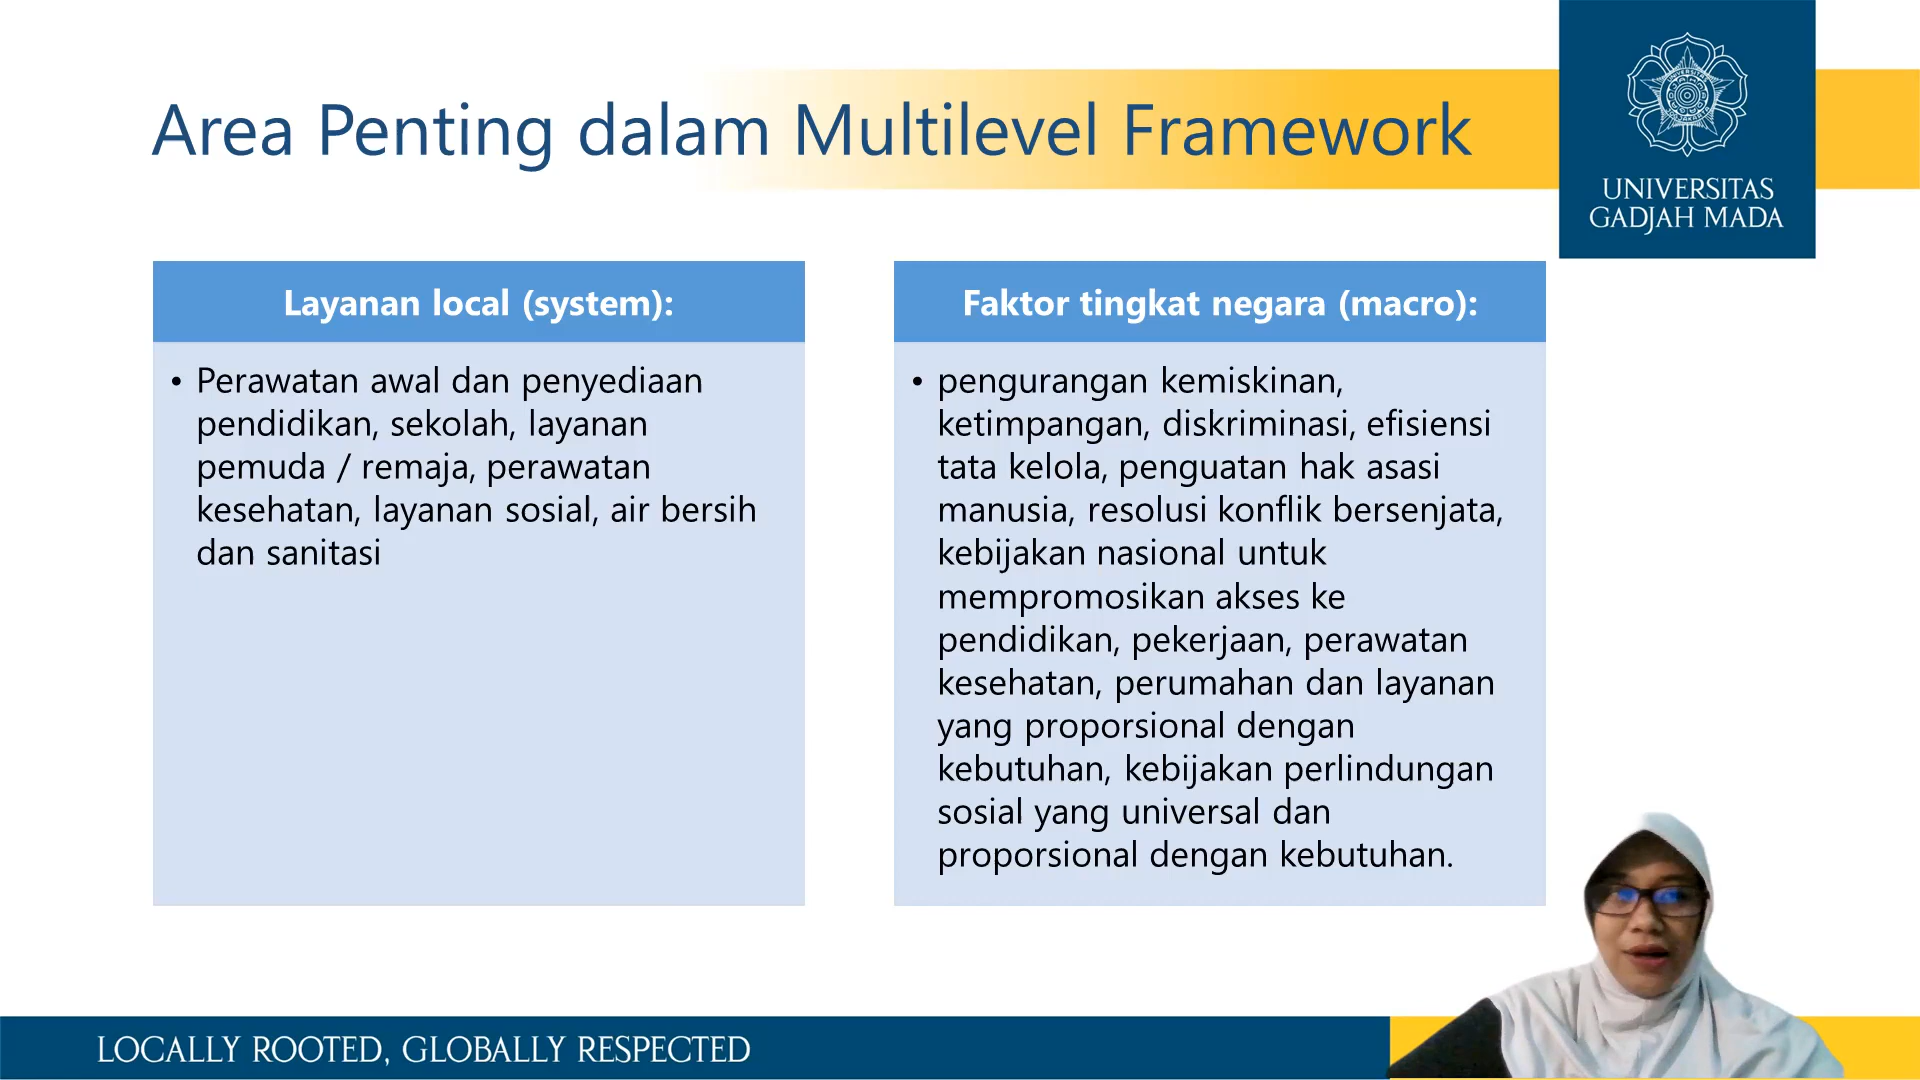 Area Penting dalam Multilevel Framework
UNIVERSITAS
GADJAH MADA
Layanan local (system):
• Perawatan awal dan penyediaan
pendidikan, sekolah, layanan
pemuda / remaja, perawatan
kesehatan, layanan sosial, air bersih
dan sanitasi
Faktor tingkat negara (macro):
• pengurangan kemiskinan,
ketimpangan, diskriminasi, efisiensi
tata kelola, penguatan hak asasi
manusia, resolusi konflik bersenjata,
kebijakan nasional untuk
mempromosikan akses ke
pendidikan, pekerjaan, perawatan
kesehatan, perumahan dan layanan
yang proporsional dengan
kebutuhan, kebijakan perlindungan
sosial yang universal dan
proporsional dengan kebutuhan.
LOCALLY ROOTED, GLOBALLY RESPECTED